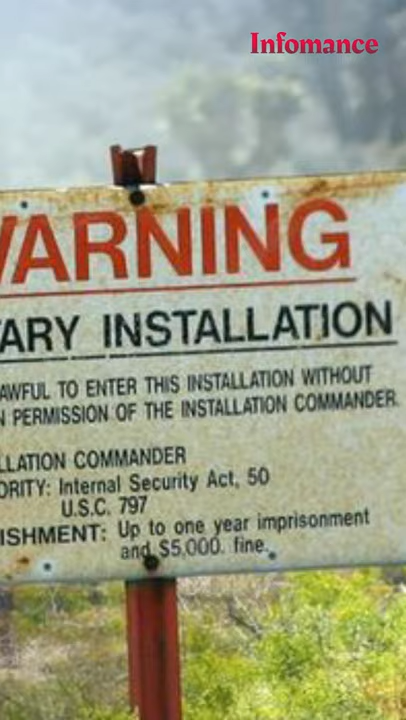 Infomance
WARNING
TARY INSTALLATION
AWFUL TO ENTER THIS INSTALLATION WITHOUT
N PERMISSION OF THE INSTALLATION COMMANDER.
LLATION COMMANDER
ORITY: Internal Security Act, 50
U.S.C. 797
ISHMENT: Up to one year imprisonment
and $5,000. fine.